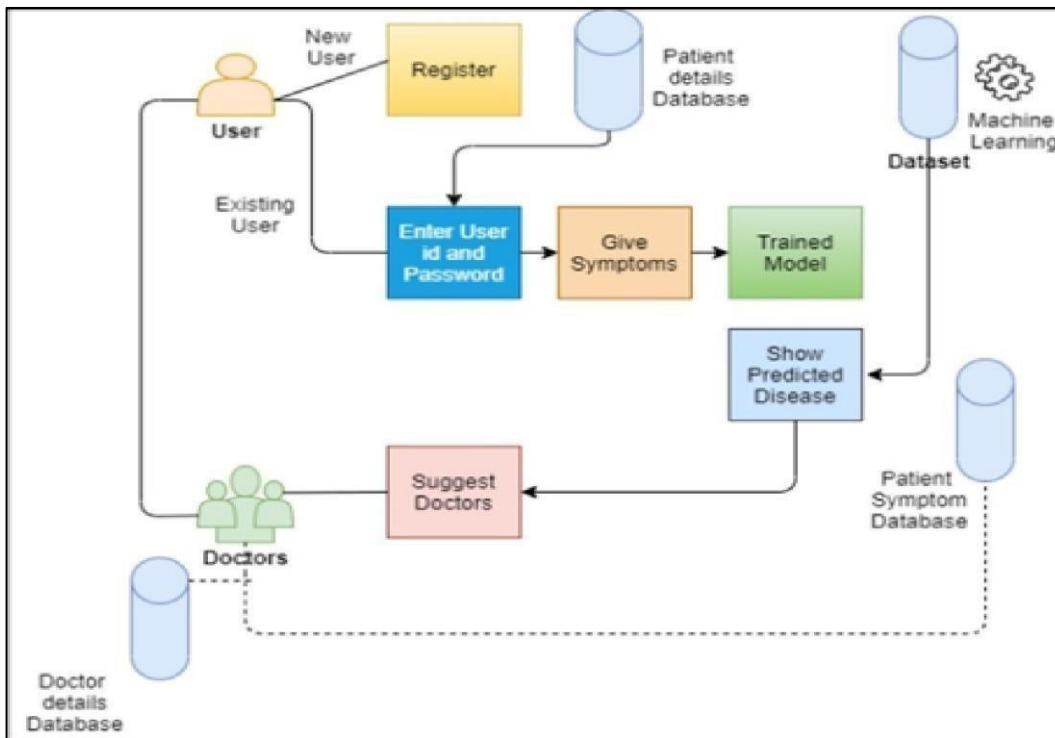 New
User
Register
Patient
details
Database
Machine
Learning
User
Dataset
Existing
User
Enter User
id and
Password
Give
Symptoms
Trained
Model
Show
Predicted
Disease
Suggest
Doctors
Patient
Symptom
Database
Doctors
Doctor
details
Database